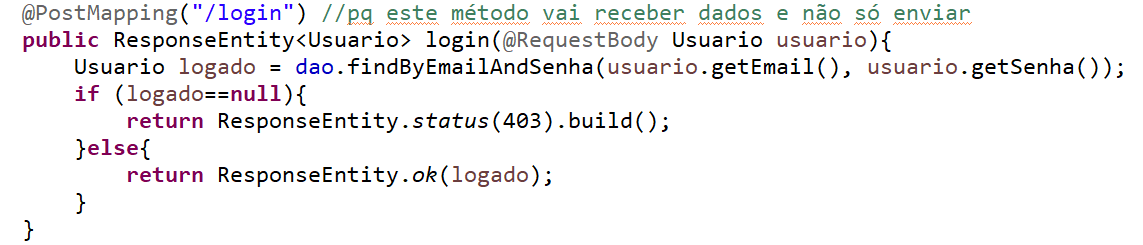 @PostMapping("/login") //pq este método vai receber dados e não só enviar
public ResponseEntity<Usuario> login(@RequestBody Usuario usuario){
    Usuario logado = dao.findByEmailAndSenha(usuario.getEmail(), usuario.getSenha());
    if (logado==null){
        return ResponseEntity.status(403).build();
    }else{
        return ResponseEntity.ok(logado);
    }
}